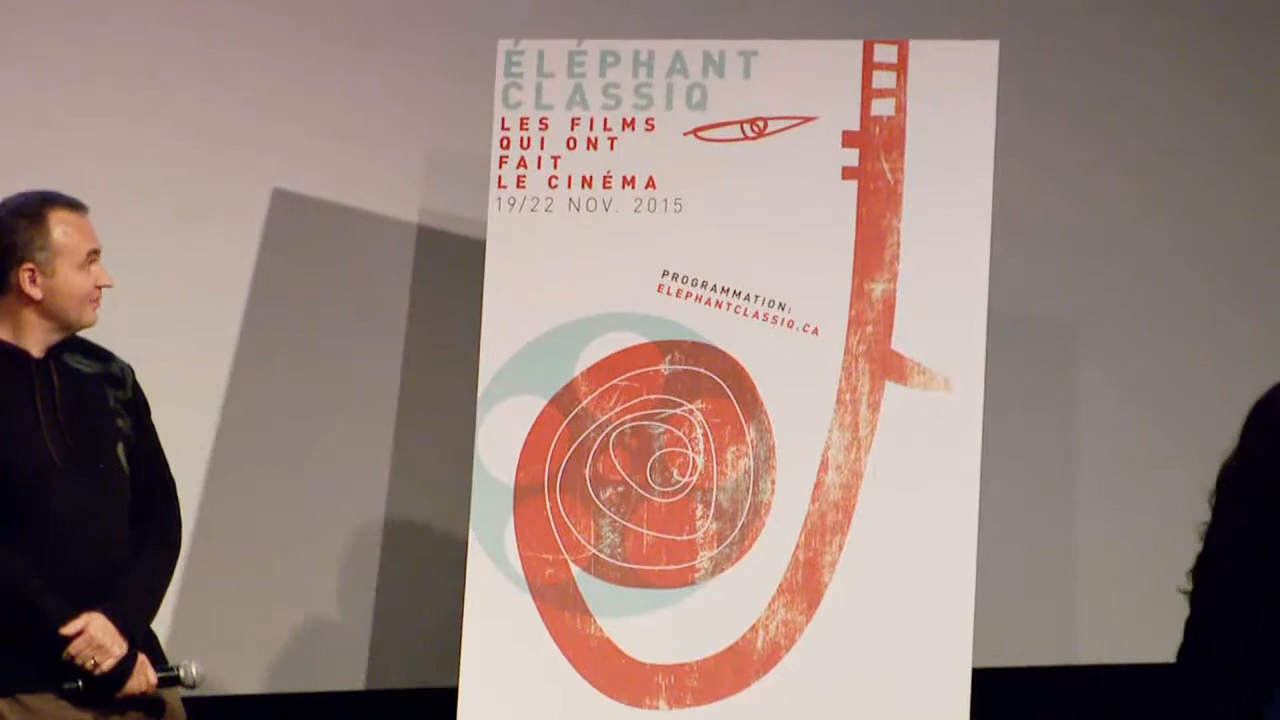 ÉLÉPHANT
CLASSIQ
LES FILMS
QUI ONT
FAIT
LE CINÉMA
19/22 NOV. 2015
PROGRAMMATION:
ELEPHANTCLASSIQ.CA